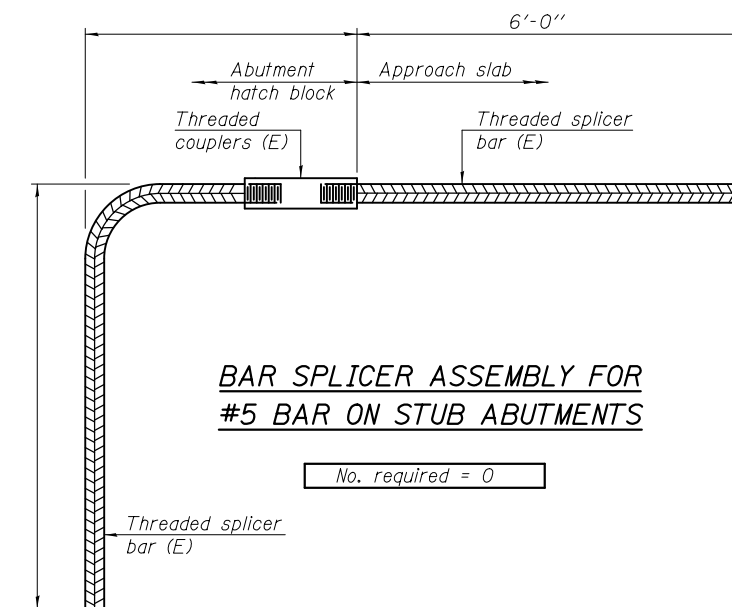 6'-0"
Abutment
hatch block
Approach slab
Threaded
couplers (E)
Threaded splicer
bar (E)
BAR SPLICER ASSEMBLY FOR
#5 BAR ON STUB ABUTMENTS
No. required = 0
Threaded splicer
bar (E)